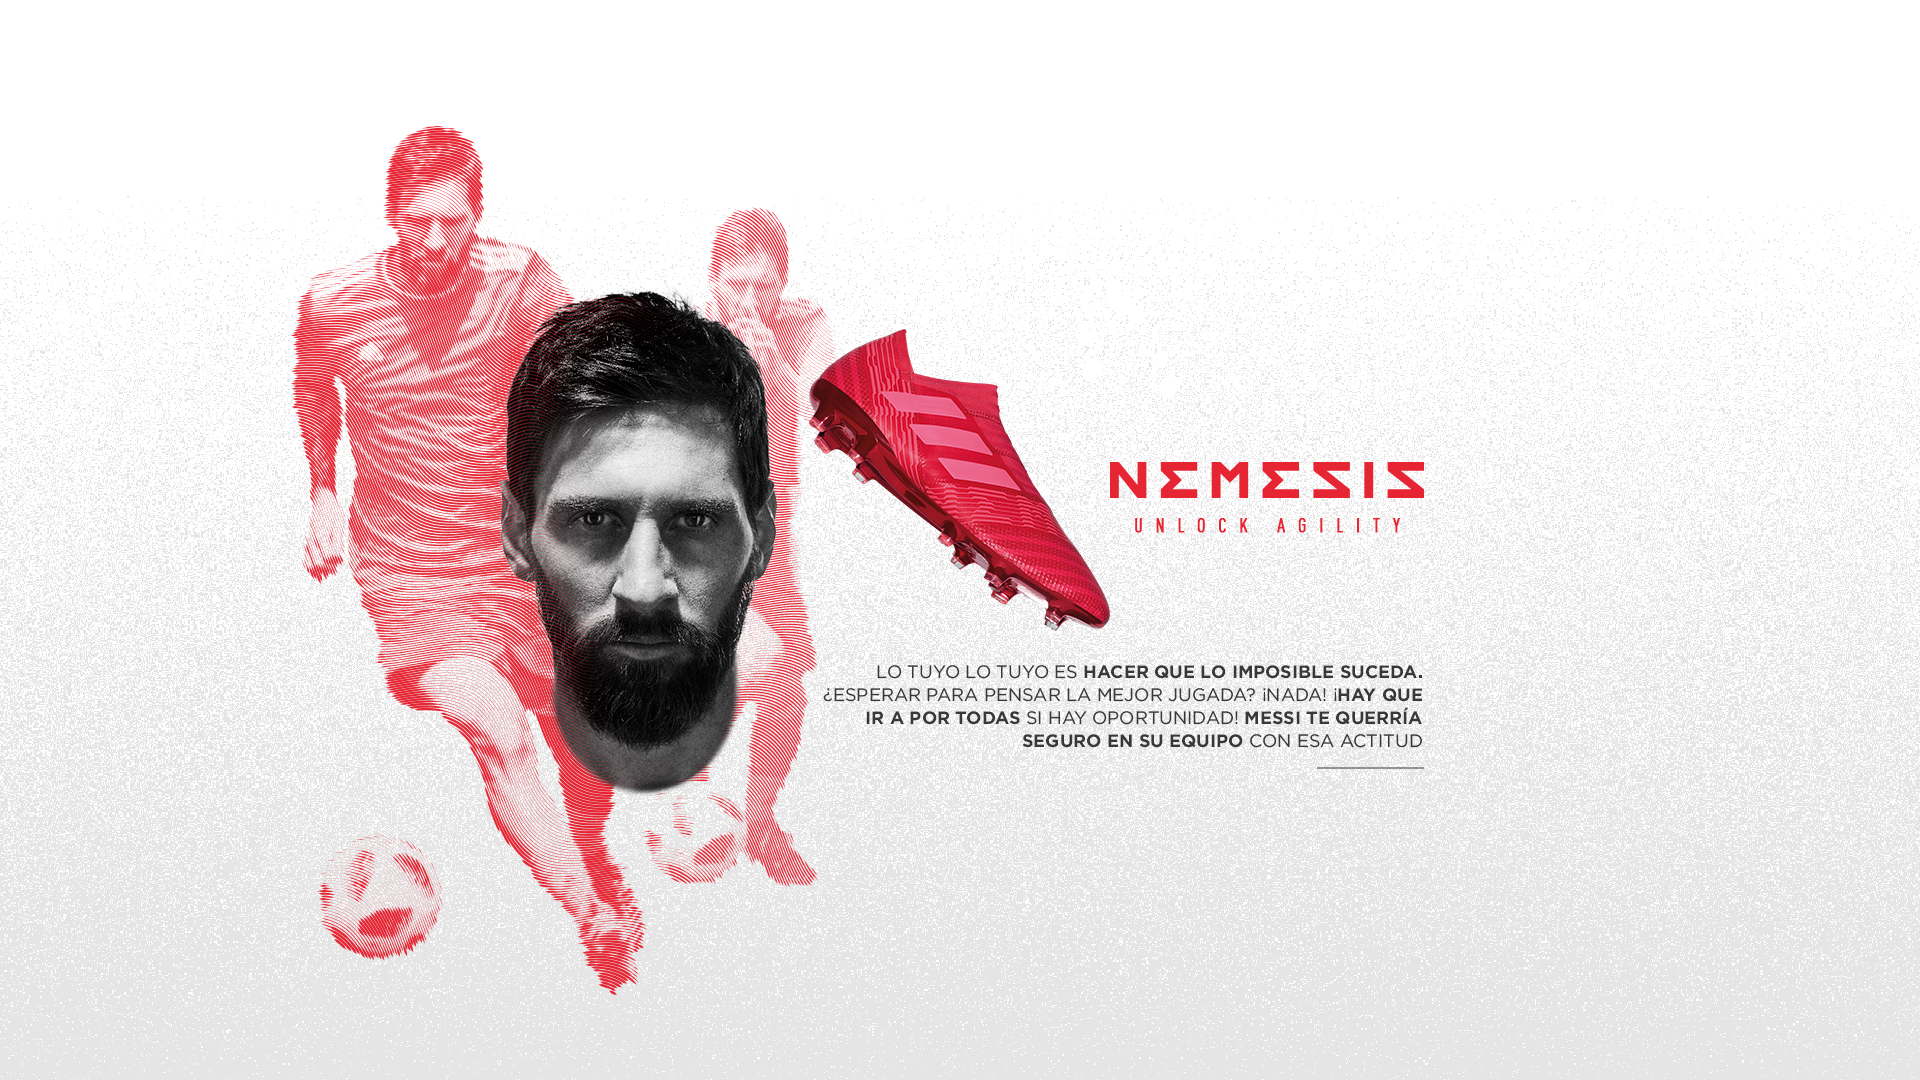 NEMESIS
UNLOCK AGILITY
LO TUYO LO TUYO ES HACER QUE LO IMPOSIBLE SUCEDA.
¿ESPERAR PARA PENSAR LA MEJOR JUGADA? ¡NADA! ¡HAY QUE
IR A POR TODAS SI HAY OPORTUNIDAD! MESSI TE QUERRÍA
SEGURO EN SU EQUIPO CON ESA ACTITUD